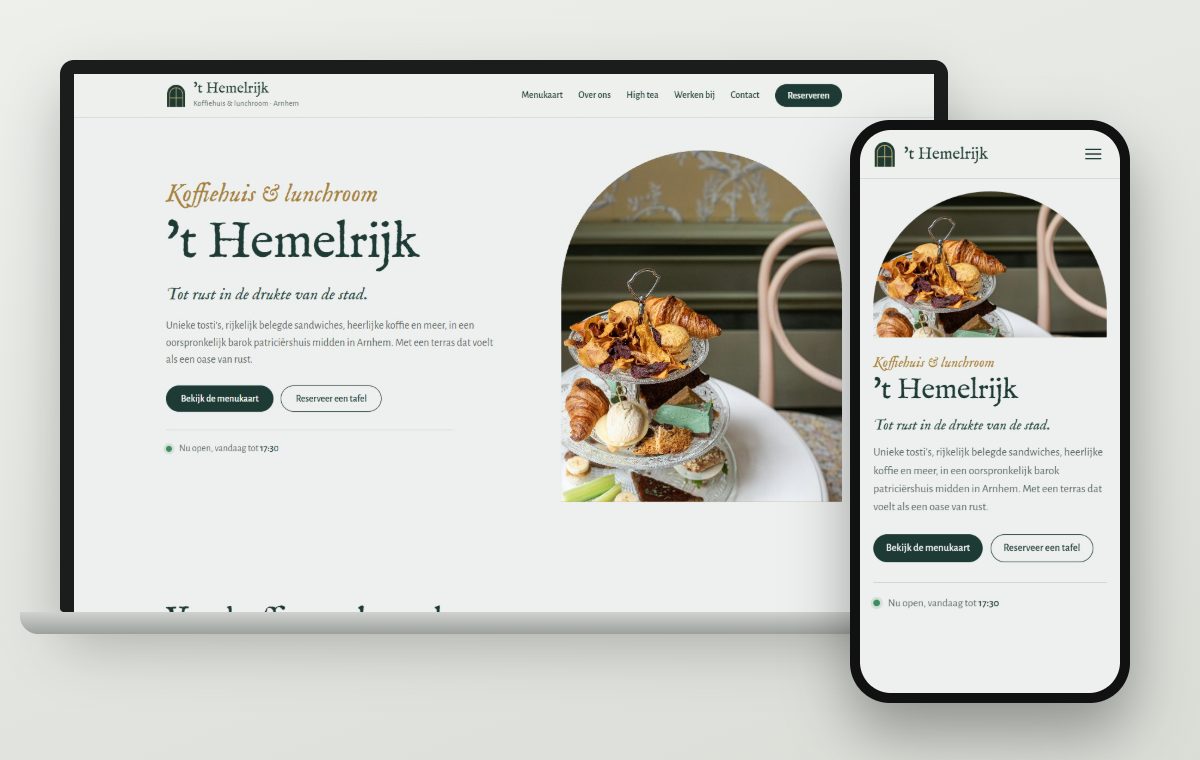 ’t Hemelrijk
Koffiehuis & lunchroom · Arnhem
Menukaart
Over ons
High tea
Werken bij
Contact
Reserveren
Koffiehuis & lunchroom
’t Hemelrijk
Tot rust in de drukte van de stad.
Unieke tosti’s, rijkelijk belegde sandwiches, heerlijke koffie en meer, in een
oorspronkelijk barok patriciërshuis midden in Arnhem. Met een terras dat voelt
als een oase van rust.
Bekijk de menukaart
Reserveer een tafel
Nu open, vandaag tot 17:30
’t Hemelrijk
Koffiehuis & lunchroom
’t Hemelrijk
Tot rust in de drukte van de stad.
Unieke tosti’s, rijkelijk belegde sandwiches, heerlijke
koffie en meer, in een oorspronkelijk barok
patriciërshuis midden in Arnhem. Met een terras dat
voelt als een oase van rust.
Bekijk de menukaart
Reserveer een tafel
Nu open, vandaag tot 17:30